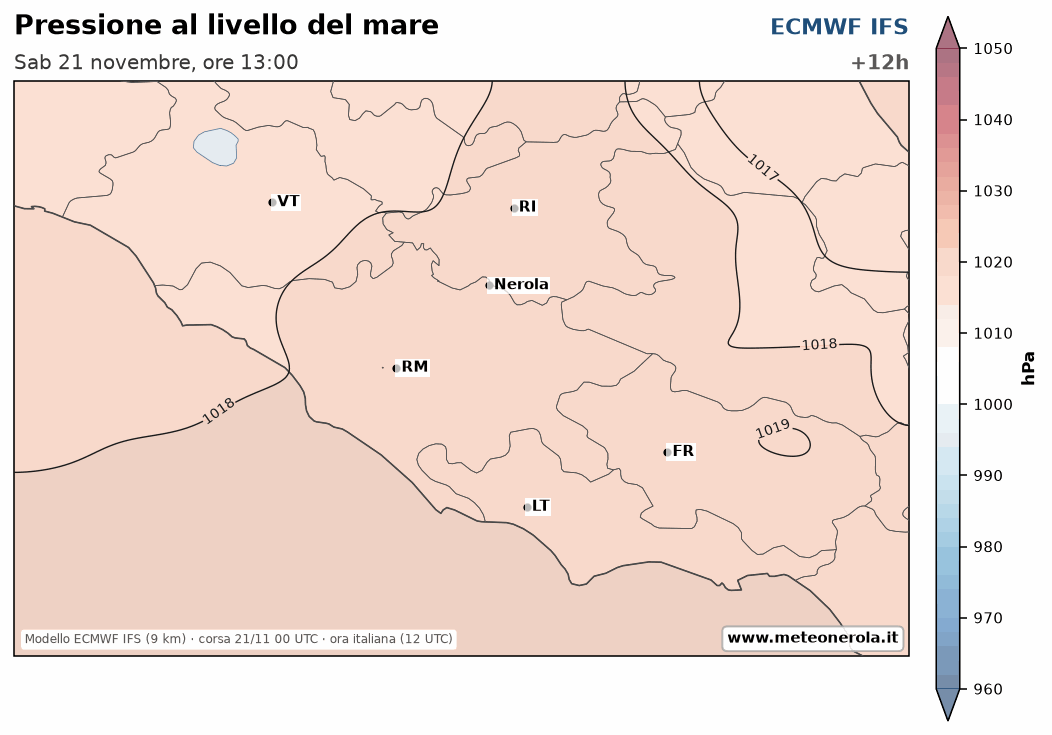 Pressione al livello del mare
ECMWF IFS
Sab 21 novembre, ore 13:00
+12h
1050
1040
1030
1020
1010
1000
990
980
970
960
hPa
1017
VT
RI
Nerola
1018
RM
1018
1019
FR
LT
Modello ECMWF IFS (9 km) · corsa 21/11 00 UTC · ora italiana (12 UTC)
www.meteonerola.it